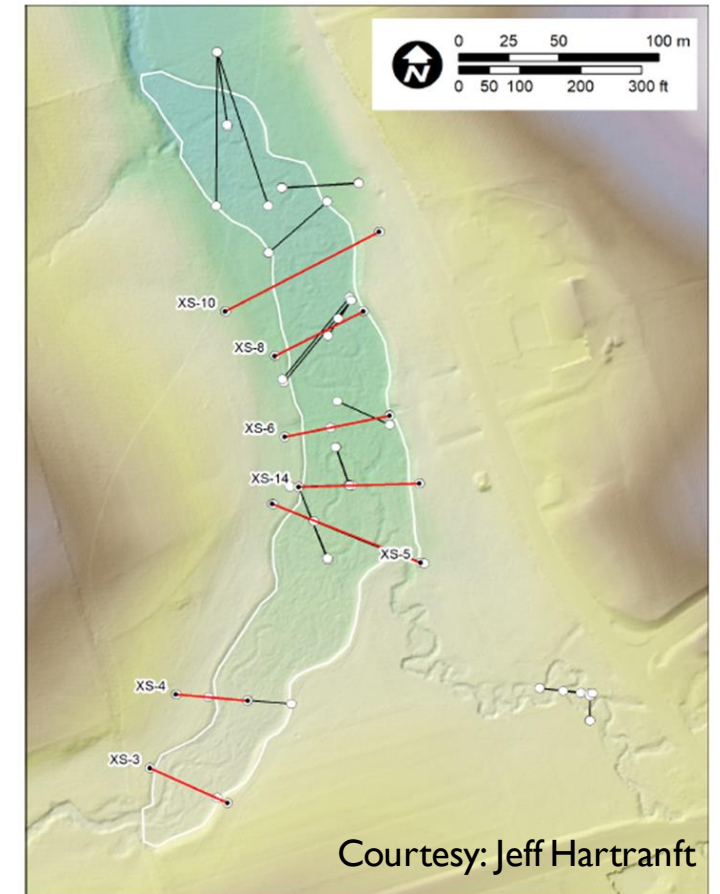 0 25 50 100 m
N
0 50 100 200 300 ft
XS-10
XS-8
XS-6
XS-14
XS-5
XS-4
XS-3
Courtesy: Jeff Hartranft